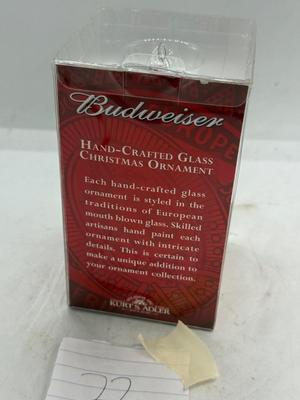 Budweiser
HAND-CRAFTED GLASS
CHRISTMAS ORNAMENT
Each hand-crafted glass
ornament is styled in the
traditions of European
mouth blown glass. Skilled
artisans hand paint each
ornament with intricate
details. This is certain to
make a unique addition to
your ornament collection.
KURT S. ADLER
22